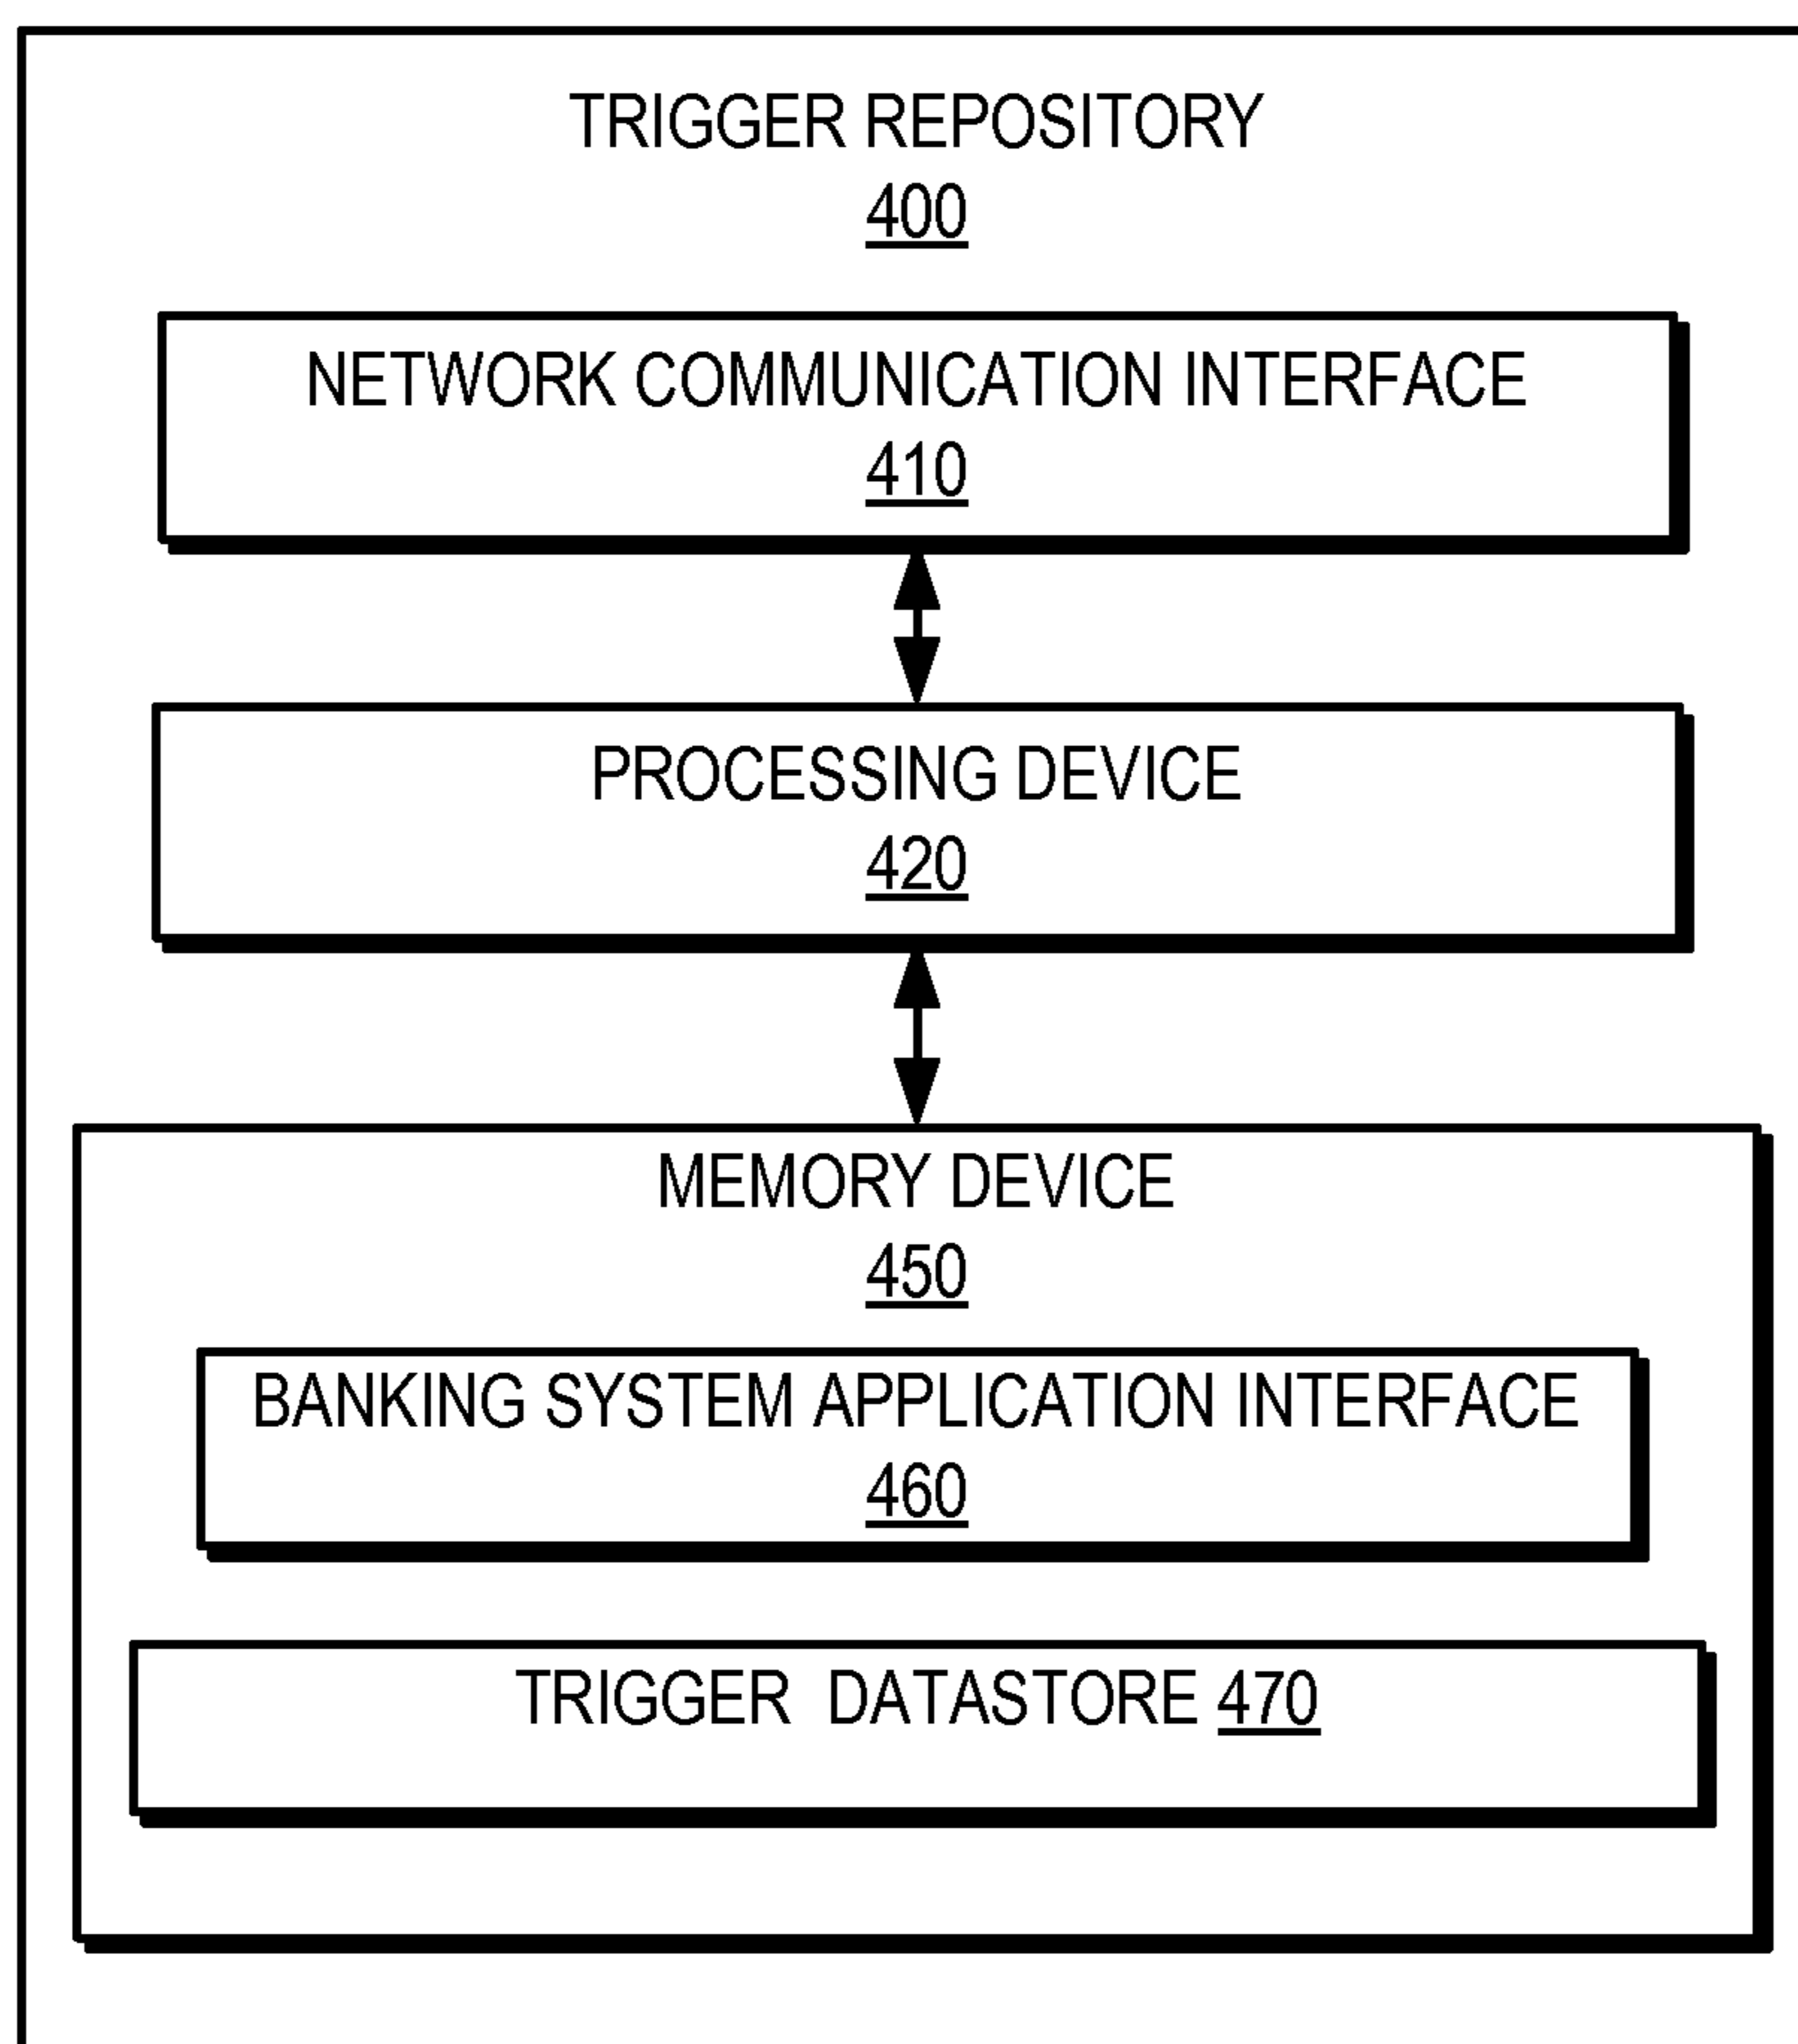 TRIGGER REPOSITORY
400
NETWORK COMMUNICATION INTERFACE
410
PROCESSING DEVICE
420
MEMORY DEVICE
450
BANKING SYSTEM APPLICATION INTERFACE
460
TRIGGER DATASTORE 470